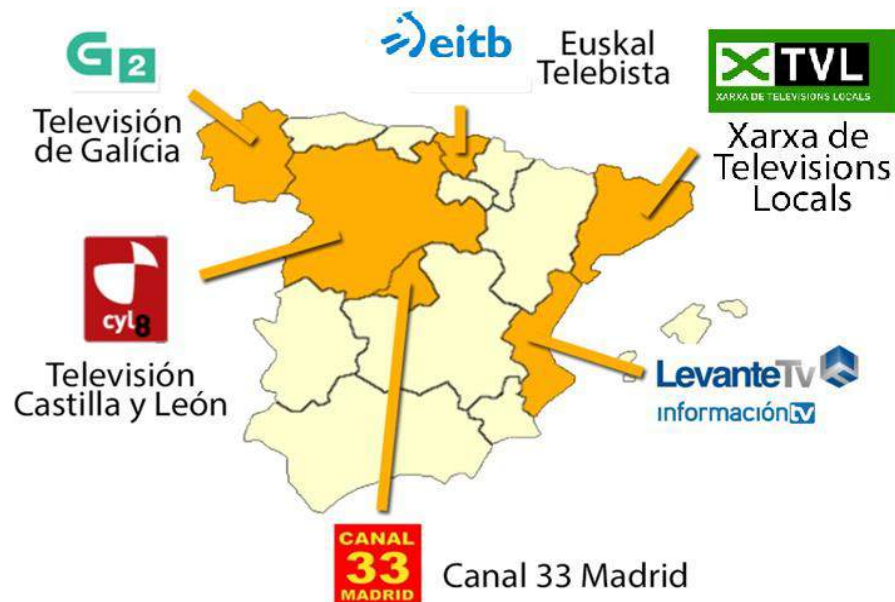 G2
Televisión
de Galícia
eitb
Euskal
Telebista
XTVL
XARXA DE TELEVISIONS LOCALS
Xarxa de
Televisions
Locals
cyl8
Televisión
Castilla y León
LevanteTv
informacióntv
CANAL
33
MADRID
Canal 33 Madrid